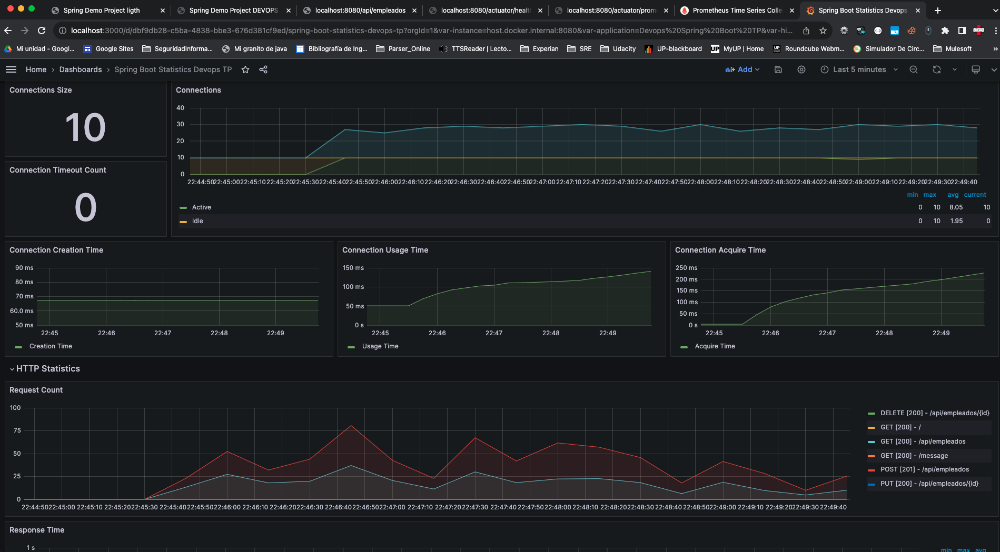 Spring Demo Project ligth
Spring Demo Project DEVOPS
localhost:8080/api/empleados
localhost:8080/actuator/healt
localhost:8080/actuator/prom
Prometheus Time Series Colle
Spring Boot Statistics Devops
localhost:3000/d/dbf9db28-c5ba-4838-bbe3-676d381cf9ed/spring-boot-statistics-devops-tp?orgId=1&var-instance=host.docker.internal:8080&var-application=Devops%20Spring%20Boot%20TP&var-hi...
Mi unidad - Googl...
Google Sites
SeguridadInforma...
Mi granito de java
Bibliografía de Ing...
Parser_Online
TTSReader | Lecto...
Experian
SRE
Udacity
UP-blackboard
UP
MyUP | Home
UP
Roundcube Webm...
Simulador De Circ...
Mulesoft
»
Home › Dashboards › Spring Boot Statistics Devops TP
Add
Last 5 minutes
Connections Size
10
Connection Timeout Count
0
Connections
40
30
20
10
0
22:44:50 22:45:00 22:45:10 22:45:20 22:45:30 22:45:40 22:45:50 22:46:00 22:46:10 22:46:20 22:46:30 22:46:40 22:46:50 22:47:00 22:47:10 22:47:20 22:47:30 22:47:40 22:47:50 22:48:00 22:48:10 22:48:20 22:48:30 22:48:40 22:48:50 22:49:00 22:49:10 22:49:20 22:49:30 22:49:40
min max avg current
Active 0 10 8.05 10
Idle 0 10 1.95 0
Connection Creation Time
90 ms
80 ms
70 ms
60.0 ms
50 ms
22:45 22:46 22:47 22:48 22:49
Creation Time
Connection Usage Time
150 ms
100 ms
50 ms
0 s
22:45 22:46 22:47 22:48 22:49
Usage Time
Connection Acquire Time
250 ms
200 ms
150 ms
100 ms
50 ms
0 s
22:45 22:46 22:47 22:48 22:49
Acquire Time
HTTP Statistics
Request Count
100
75
50
25
0
22:44:50 22:45:00 22:45:10 22:45:20 22:45:30 22:45:40 22:45:50 22:46:00 22:46:10 22:46:20 22:46:30 22:46:40 22:46:50 22:47:00 22:47:10 22:47:20 22:47:30 22:47:40 22:47:50 22:48:00 22:48:10 22:48:20 22:48:30 22:48:40 22:48:50 22:49:00 22:49:10 22:49:20 22:49:30 22:49:40
DELETE [200] - /api/empleados/{id}
GET [200] - /
GET [200] - /api/empleados
GET [200] - /message
POST [201] - /api/empleados
PUT [200] - /api/empleados/{id}
Response Time
1 s
min max avg